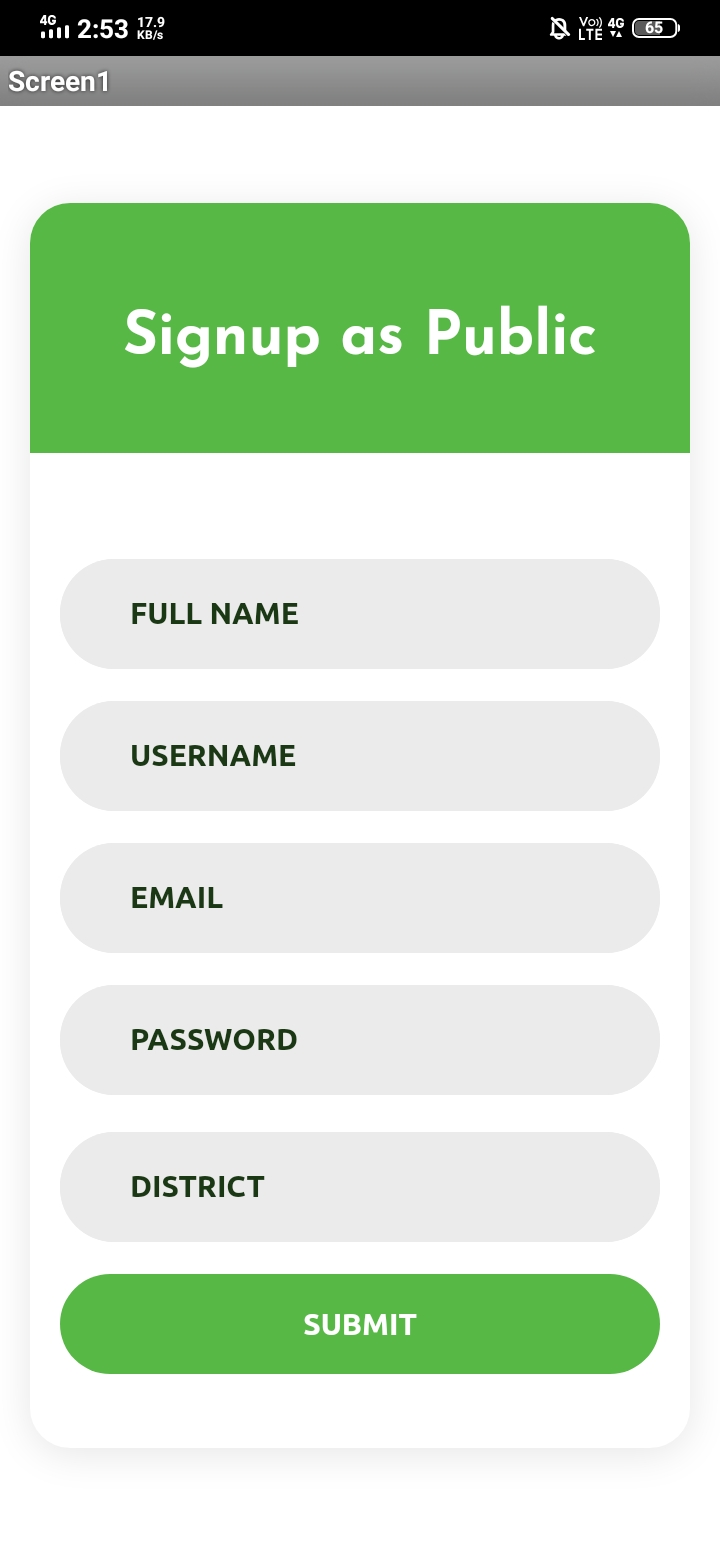 4G 2:53 17.9 KB/s Vo)) LTE 4G 65
Screen1
Signup as Public
FULL NAME
USERNAME
EMAIL
PASSWORD
DISTRICT
SUBMIT